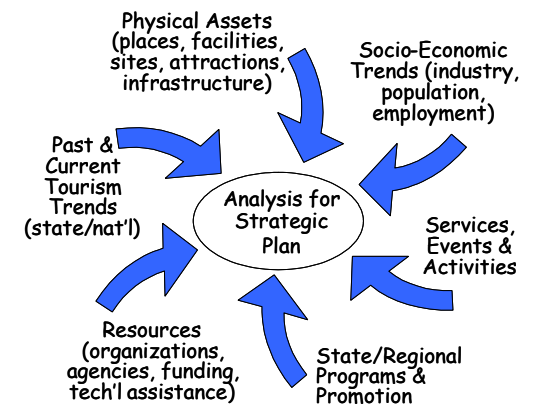 Physical Assets
(places, facilities,
sites, attractions,
infrastructure)
Socio-Economic
Trends (industry,
population,
employment)
Past &
Current
Tourism
Trends
(state/nat'l)
Analysis for
Strategic
Plan
Services,
Events &
Activities
Resources
(organizations,
agencies, funding,
tech'l assistance)
State/Regional
Programs &
Promotion